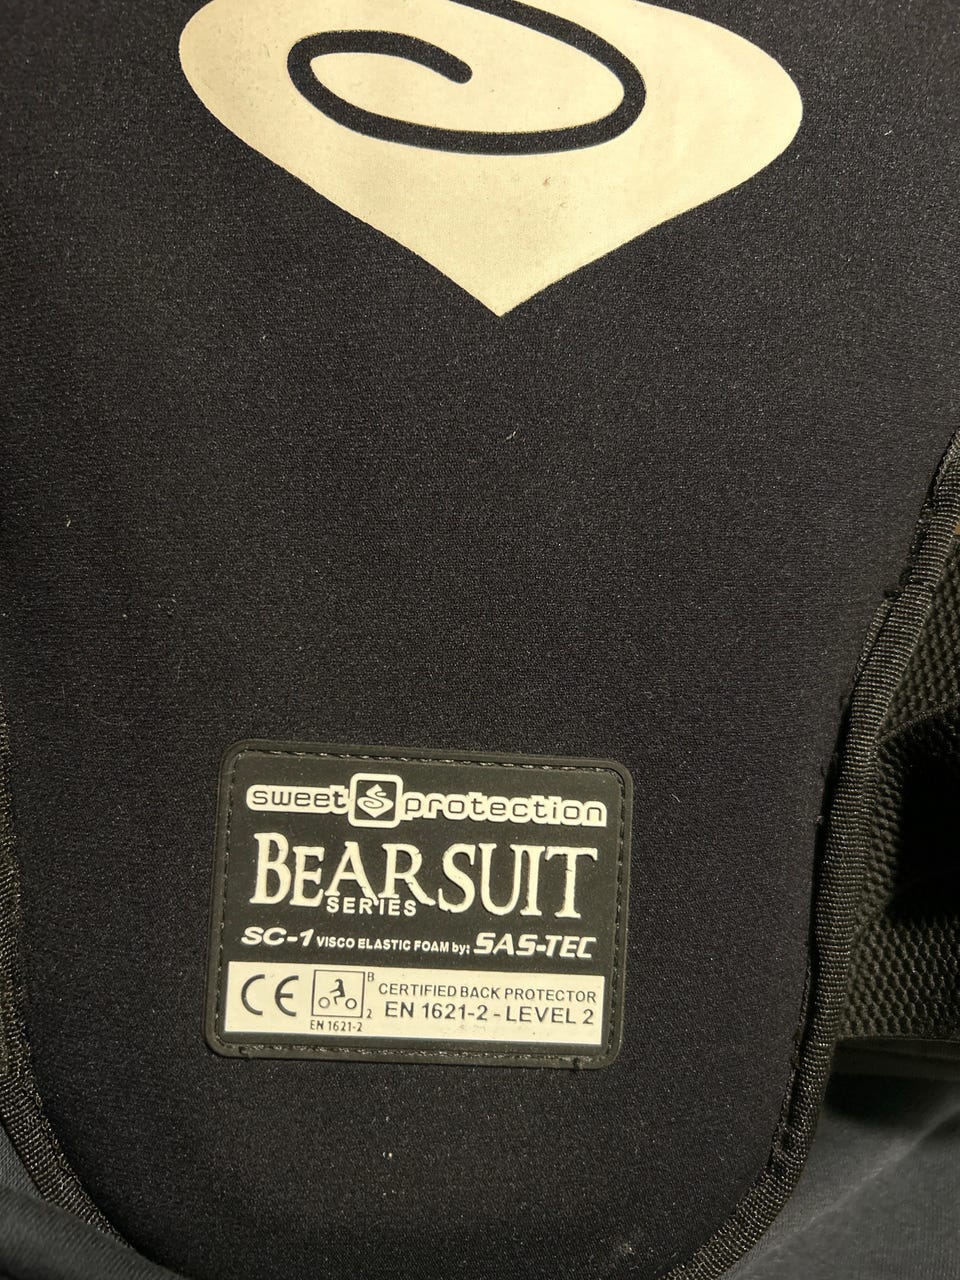 sweet protection
BEARSUIT
SERIES
SC-1 VISCO ELASTIC FOAM by: SAS-TEC
CE B CERTIFIED BACK PROTECTOR
2 EN 1621-2 - LEVEL 2
EN 1621-2